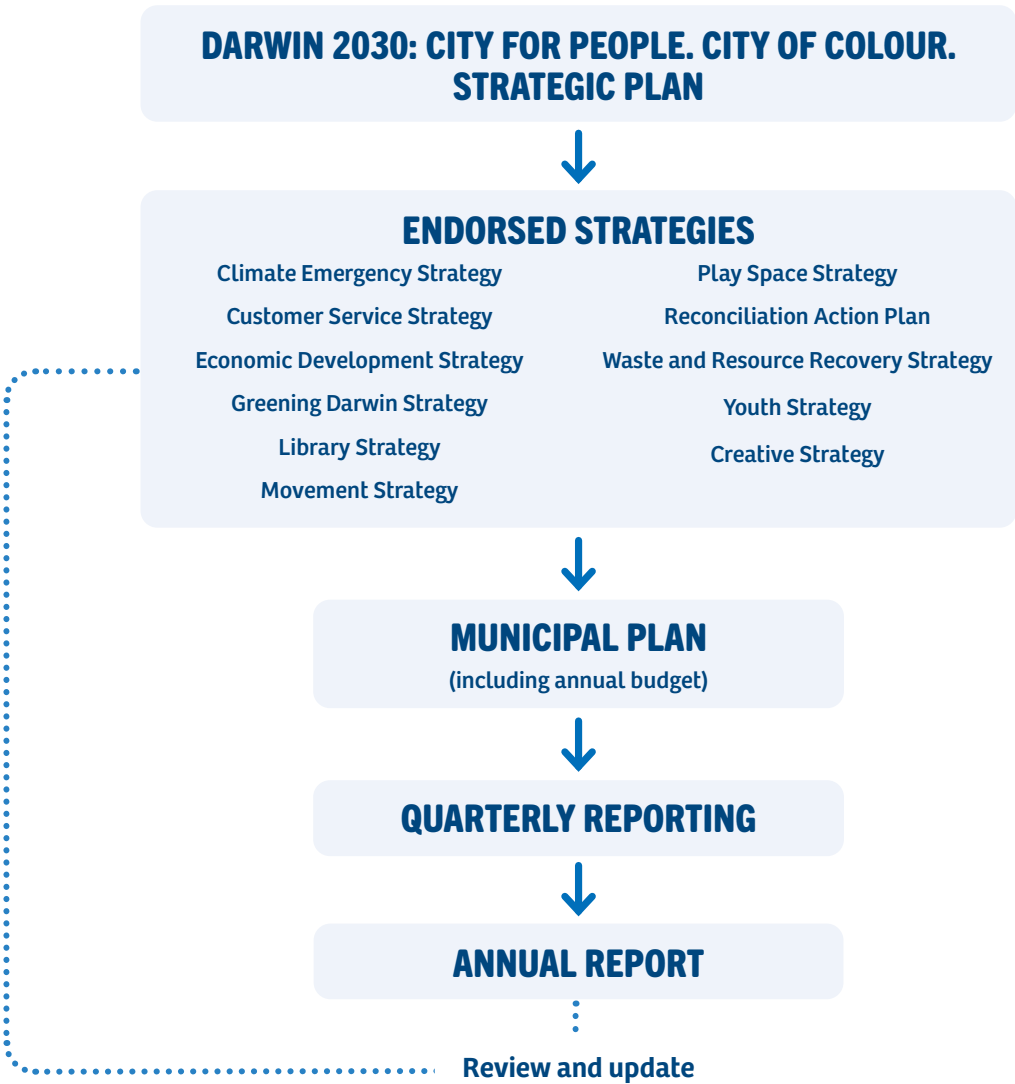 DARWIN 2030: CITY FOR PEOPLE. CITY OF COLOUR.
STRATEGIC PLAN
ENDORSED STRATEGIES
Climate Emergency Strategy
Customer Service Strategy
Economic Development Strategy
Greening Darwin Strategy
Library Strategy
Movement Strategy
Play Space Strategy
Reconciliation Action Plan
Waste and Resource Recovery Strategy
Youth Strategy
Creative Strategy
MUNICIPAL PLAN
(including annual budget)
QUARTERLY REPORTING
ANNUAL REPORT
Review and update